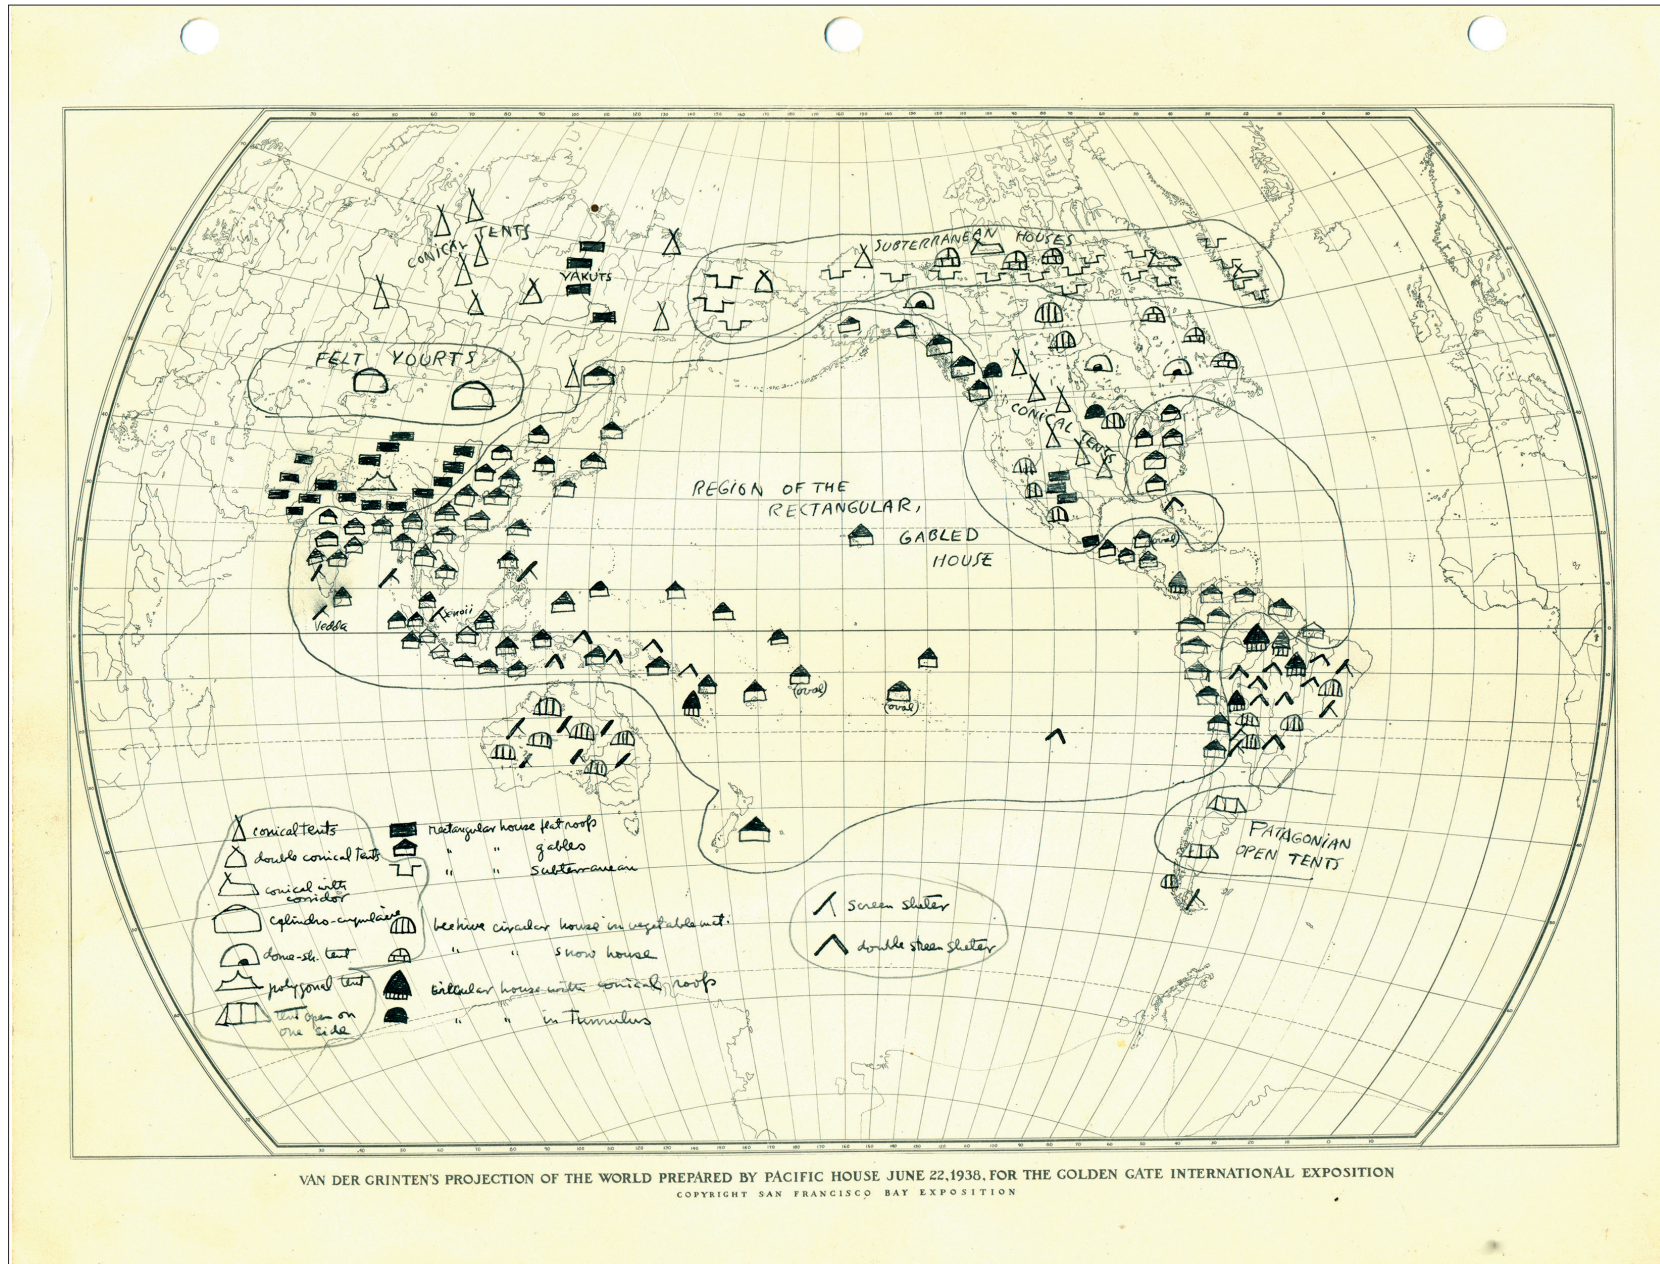 SUBTERRANEAN HOUSES
CONICAL TENTS
YAKUTS
FELT YOURTS
CONICAL TENTS
REGION OF THE
RECTANGULAR,
GABLED
HOUSE
(oval)
Vedda
Senoii
(oval)
(oval)
PATAGONIAN
OPEN TENTS
conical tents
double conical tents
conical with
corridor
dome-sh. tent
polygonal tent
tent open on
one side
rectangular house flat roofs
" " gables
" " subterranean
beehive circular house in vegetable mat.
" " snow house
circular house with conical roofs
" " in Tumulus
screen shelter
double screen shelter
VAN DER GRINTEN'S PROJECTION OF THE WORLD PREPARED BY PACIFIC HOUSE JUNE 22, 1938, FOR THE GOLDEN GATE INTERNATIONAL EXPOSITION
COPYRIGHT SAN FRANCISCO BAY EXPOSITION